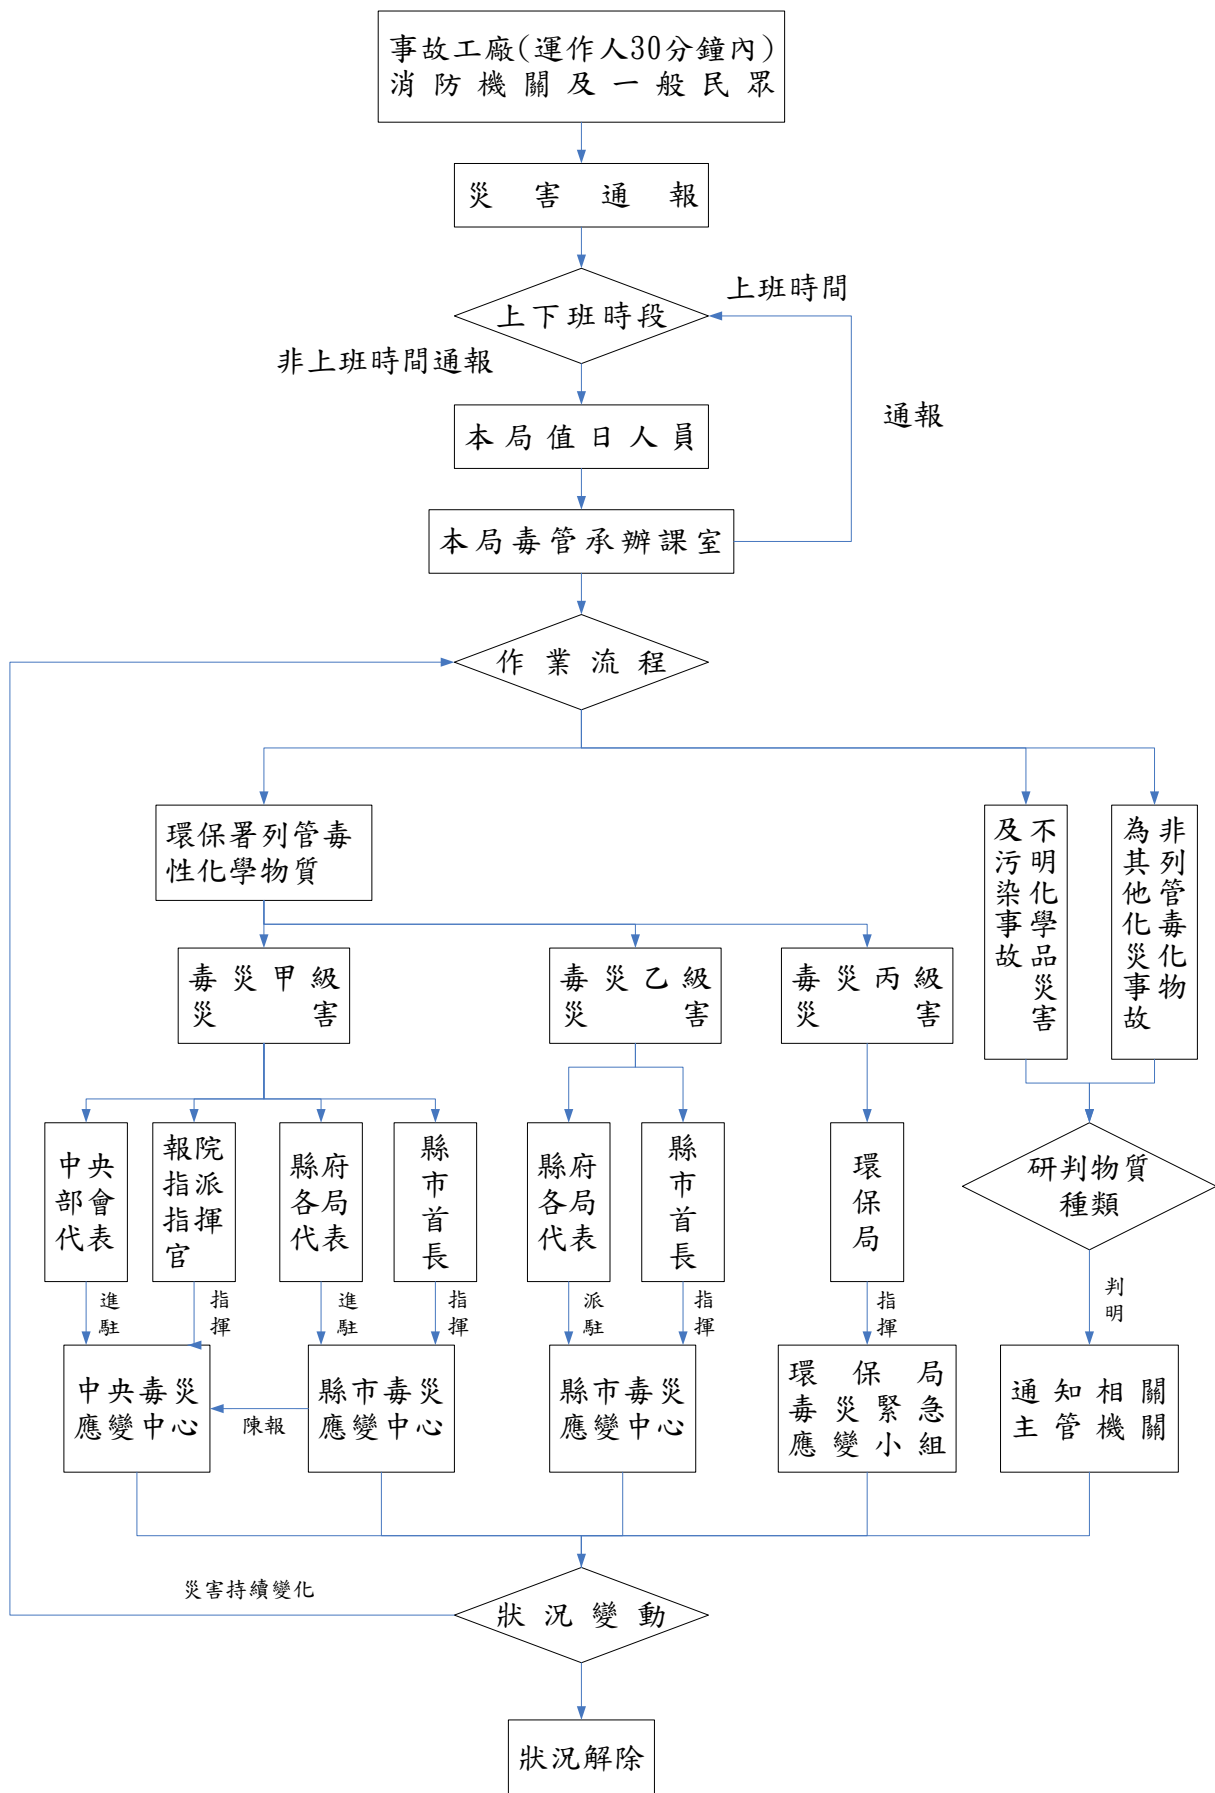 事故工廠(運作人30分鐘內)
消防機關及一般民眾
災害通報
上下班時段
上班時間
非上班時間通報
通報
本局值日人員
本局毒管承辦課室
作業流程
環保署列管毒
性化學物質
不明化學品災害
及污染事故
非列管毒化物
為其他化災事故
毒災甲級
災害
毒災乙級
災害
毒災丙級
災害
中央
部會
代表
報院
指派
指揮
官
縣府
各局
代表
縣市首長
縣府
各局
代表
縣市首長
環保局
研判物質
種類
進駐
指揮
進駐
指揮
派駐
指揮
指揮
判明
中央毒災
應變中心
陳報
縣市毒災
應變中心
縣市毒災
應變中心
環保局
毒災緊急
應變小組
通知相關
主管機關
災害持續變化
狀況變動
狀況解除